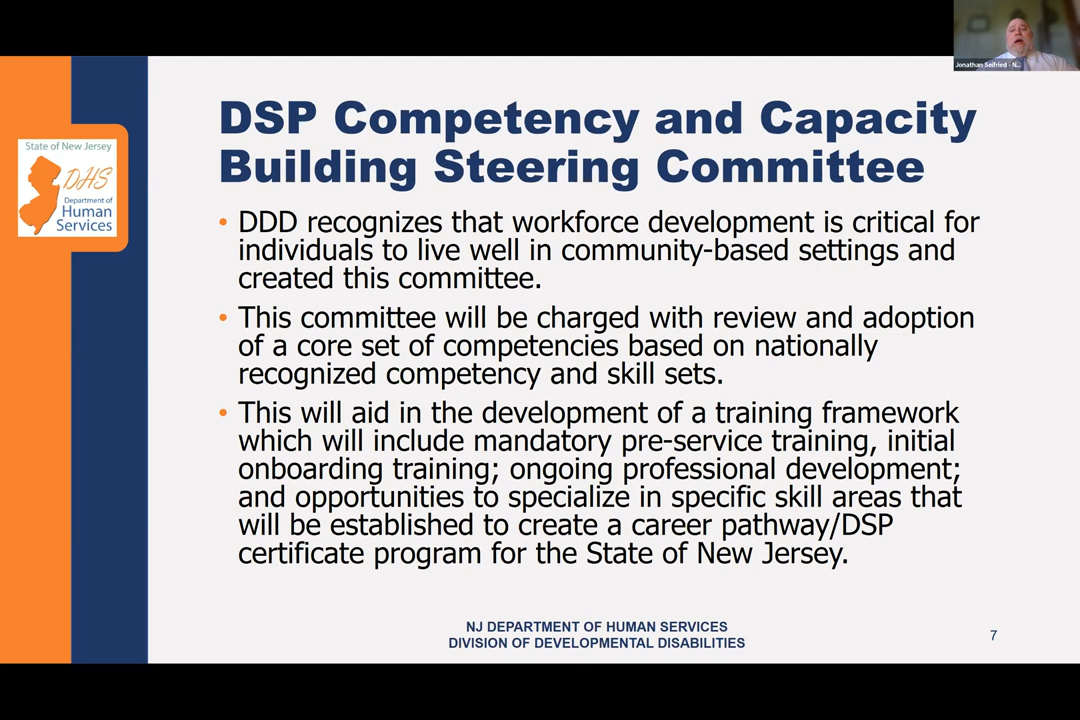 Jonathan Seifried - N...
DSP Competency and Capacity
Building Steering Committee
State of New Jersey
DHS
Department of
Human
Services
• DDD recognizes that workforce development is critical for
individuals to live well in community-based settings and
created this committee.
• This committee will be charged with review and adoption
of a core set of competencies based on nationally
recognized competency and skill sets.
• This will aid in the development of a training framework
which will include mandatory pre-service training, initial
onboarding training; ongoing professional development;
and opportunities to specialize in specific skill areas that
will be established to create a career pathway/DSP
certificate program for the State of New Jersey.
NJ DEPARTMENT OF HUMAN SERVICES
DIVISION OF DEVELOPMENTAL DISABILITIES
7